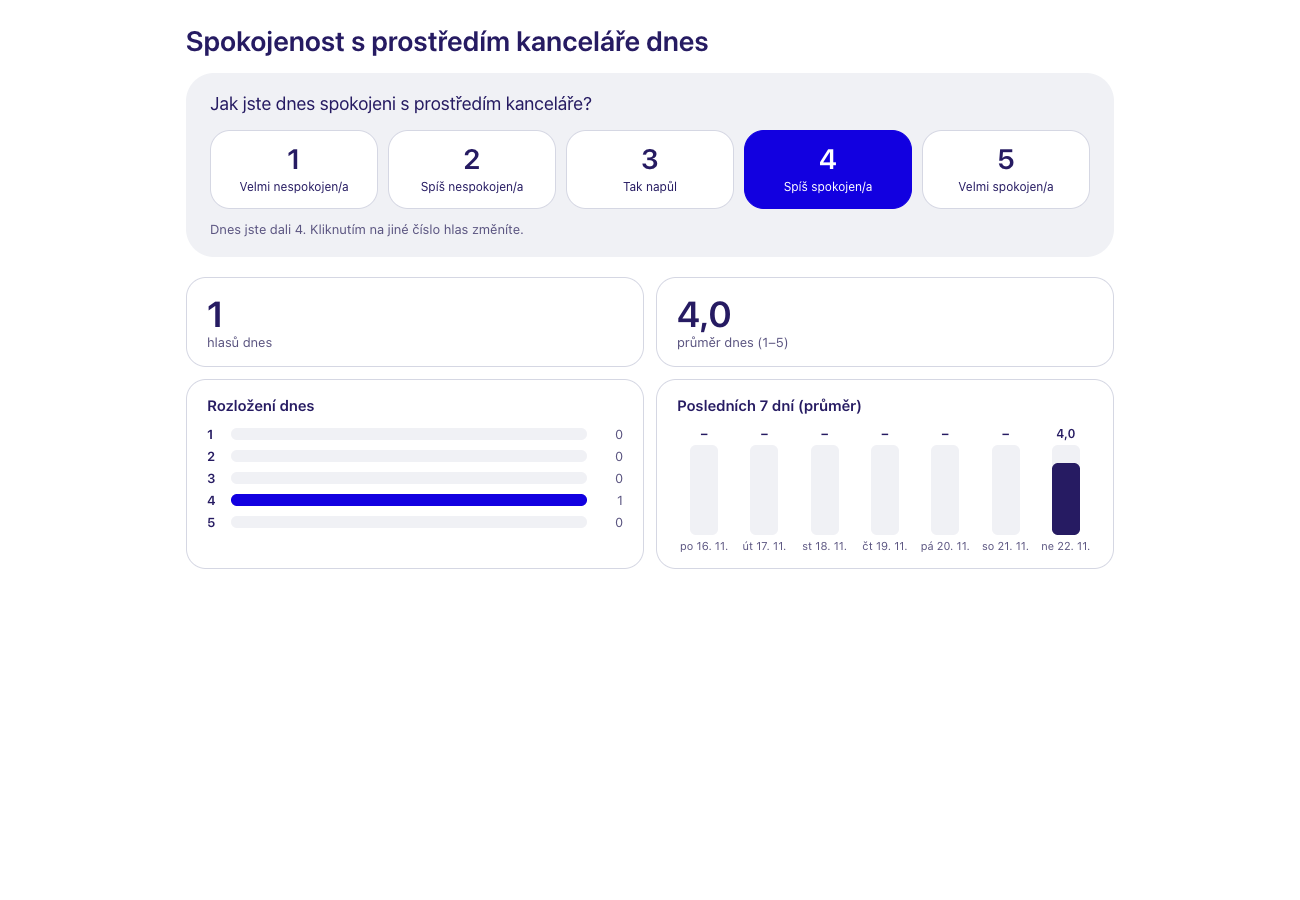 Spokojenost s prostředím kanceláře dnes
Jak jste dnes spokojeni s prostředím kanceláře?
1
Velmi nespokojen/a
2
Spíš nespokojen/a
3
Tak napůl
4
Spíš spokojen/a
5
Velmi spokojen/a
Dnes jste dali 4. Kliknutím na jiné číslo hlas změníte.
1
hlasů dnes
4,0
průměr dnes (1–5)
Rozložení dnes
1 0
2 0
3 0
4 1
5 0
Posledních 7 dní (průměr)
– – – – – – 4,0
po 16. 11. út 17. 11. st 18. 11. čt 19. 11. pá 20. 11. so 21. 11. ne 22. 11.